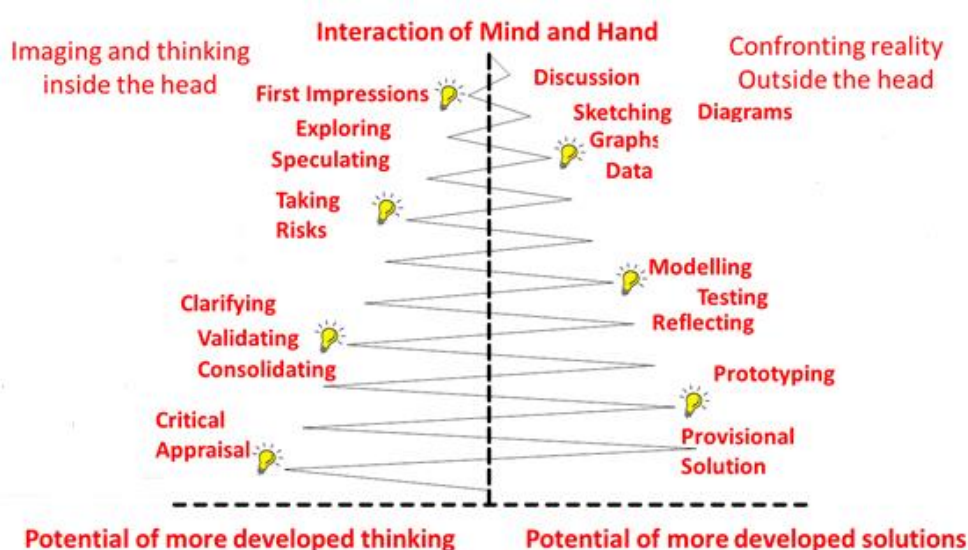 Interaction of Mind and Hand
Imaging and thinking
inside the head
Confronting reality
Outside the head
Discussion
First Impressions
Sketching Diagrams
Exploring
Graphs
Speculating
Data
Taking
Risks
Modelling
Testing
Clarifying
Reflecting
Validating
Consolidating
Prototyping
Critical
Appraisal
Provisional
Solution
Potential of more developed thinking
Potential of more developed solutions